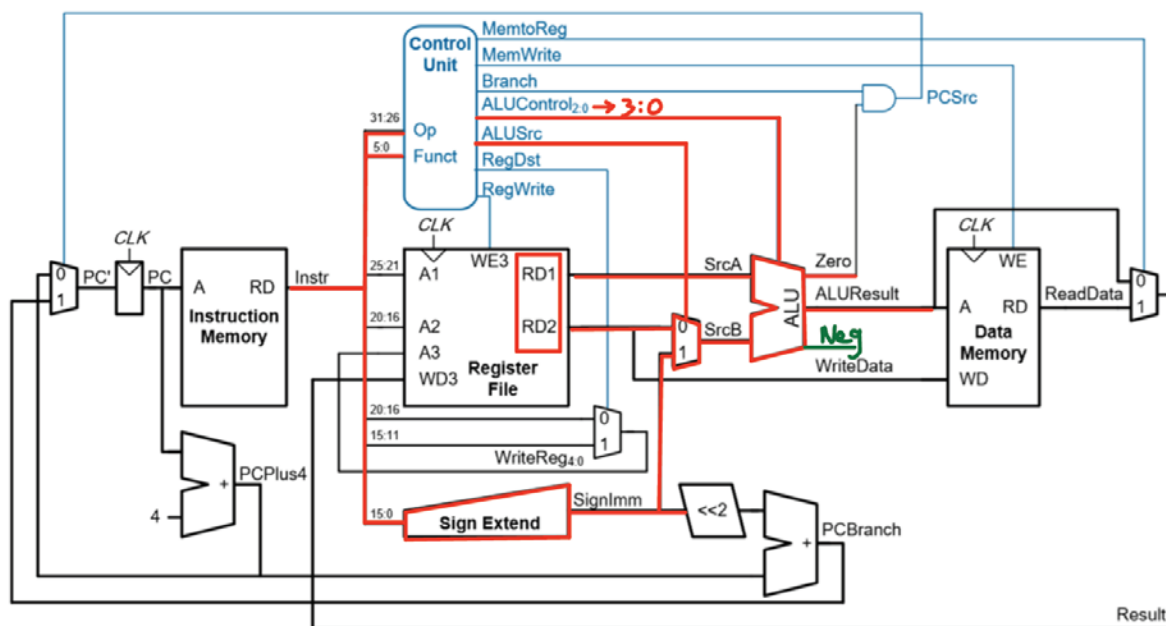 MemtoReg
Control
Unit
MemWrite
Branch
ALUControl2:0 → 3:0
PCSrc
31:26
Op
ALUSrc
5:0
Funct
RegDst
RegWrite
CLK
CLK
CLK
0
1
PC'
PC
A RD
Instruction
Memory
Instr
25:21
A1
WE3
RD1
SrcA
Zero
WE
20:16
A2
RD2
0
1
SrcB
ALU
ALUResult
A RD
ReadData
0
1
A3
Neg
Data
Memory
WD3
Register
File
WriteData
WD
20:16
0
15:11
1
WriteReg4:0
PCPlus4
+
4
15:0
Sign Extend
SignImm
<<2
+
PCBranch
Result